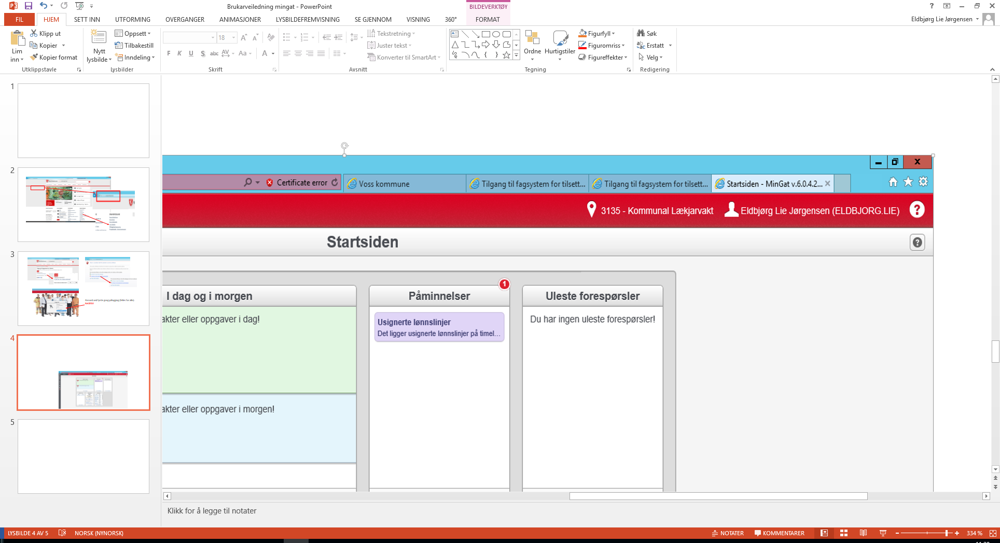 Brukarveiledning mingat - PowerPoint
BILDEVERKTØY
FIL
HJEM
SETT INN
UTFORMING
OVERGANGER
ANIMASJONER
LYSBILDEFREMVISNING
SE GJENNOM
VISNING
360°
FORMAT
Eldbjørg Lie Jørgensen
Lim inn
Klipp ut
Kopier
Kopier format
Utklippstavle
Nytt lysbilde
Oppsett
Tilbakestill
Inndeling
Lysbilder
18
F K U S abc AV Aa A
Skrift
Tekstretning
Juster tekst
Konverter til SmartArt
Avsnitt
Ordne
Hurtigstiler
Figurfyll
Figuromriss
Figureffekter
Tegning
Søk
Erstatt
Velg
Redigering
1
2
3
4
5
Certificate error
Voss kommune
Tilgang til fagsystem for tilsett...
Tilgang til fagsystem for tilsett...
Startsiden - MinGat v.6.0.4.2...
3135 - Kommunal Lækjarvakt
Eldbjørg Lie Jørgensen (ELDBJORG.LIE)
Startsiden
I dag og i morgen
akter eller oppgaver i dag!
akter eller oppgaver i morgen!
Påminnelser
1
Usignerte lønnslinjer
Det ligger usignerte lønnslinjer på timel...
Uleste forespørsler
Du har ingen uleste forespørsler!
Klikk for å legge til notater
LYSBILDE 4 AV 5
NORSK (NYNORSK)
NOTATER
KOMMENTARER
334 %